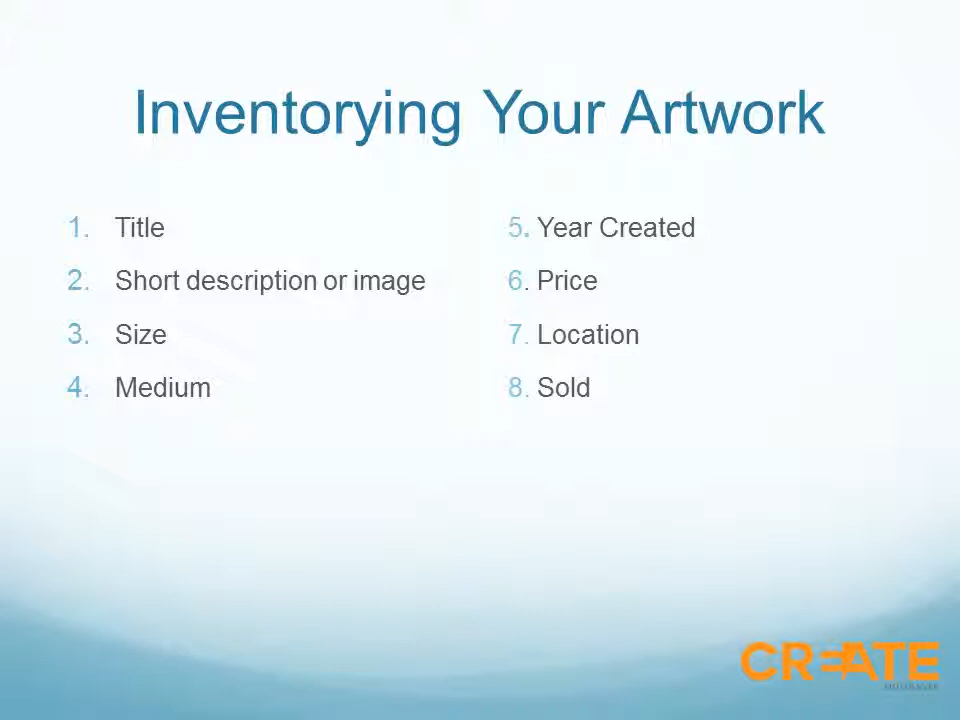 Inventorying Your Artwork
1. Title
2. Short description or image
3. Size
4. Medium
5. Year Created
6. Price
7. Location
8. Sold
CREATE